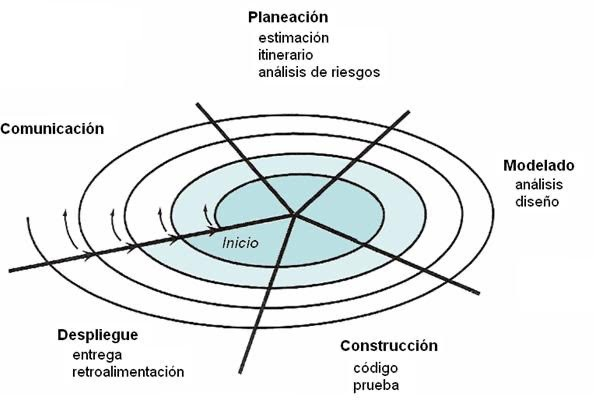 Planeación
estimación
itinerario
análisis de riesgos
Comunicación
Modelado
análisis
diseño
Inicio
Despliegue
entrega
retroalimentación
Construcción
código
prueba